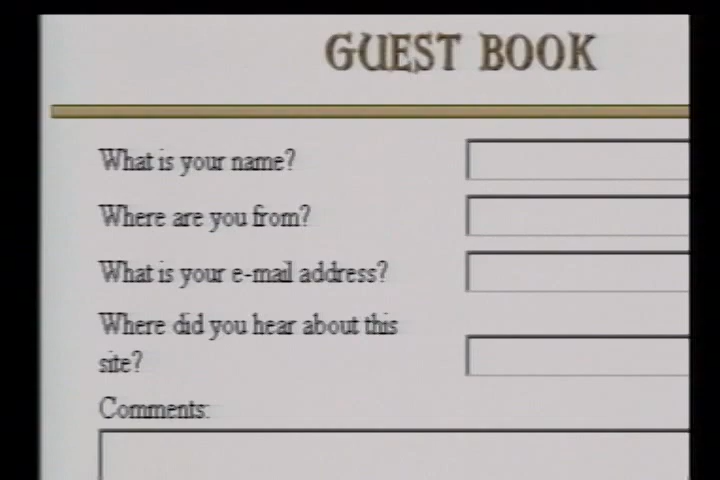 GUEST BOOK
What is your name?
Where are you from?
What is your e-mail address?
Where did you hear about this
site?
Comments: